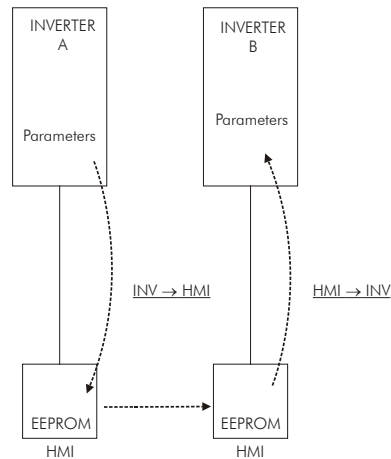 INVERTER
A
Parameters
INV → HMI
EEPROM
HMI
INVERTER
B
Parameters
HMI → INV
EEPROM
HMI